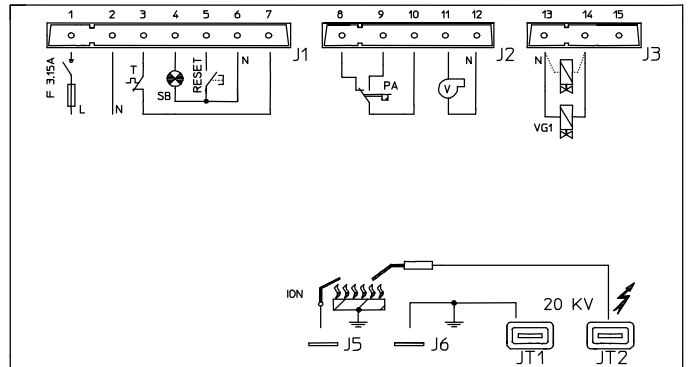 1 2 3 4 5 6 7
8 9 10 11 12
13 14 15
J1
J2
J3
F 3.15A
L
N
T
SB
RESET
N
PA
V
N
N
VG1
ION
J5
J6
20 KV
JT1
JT2